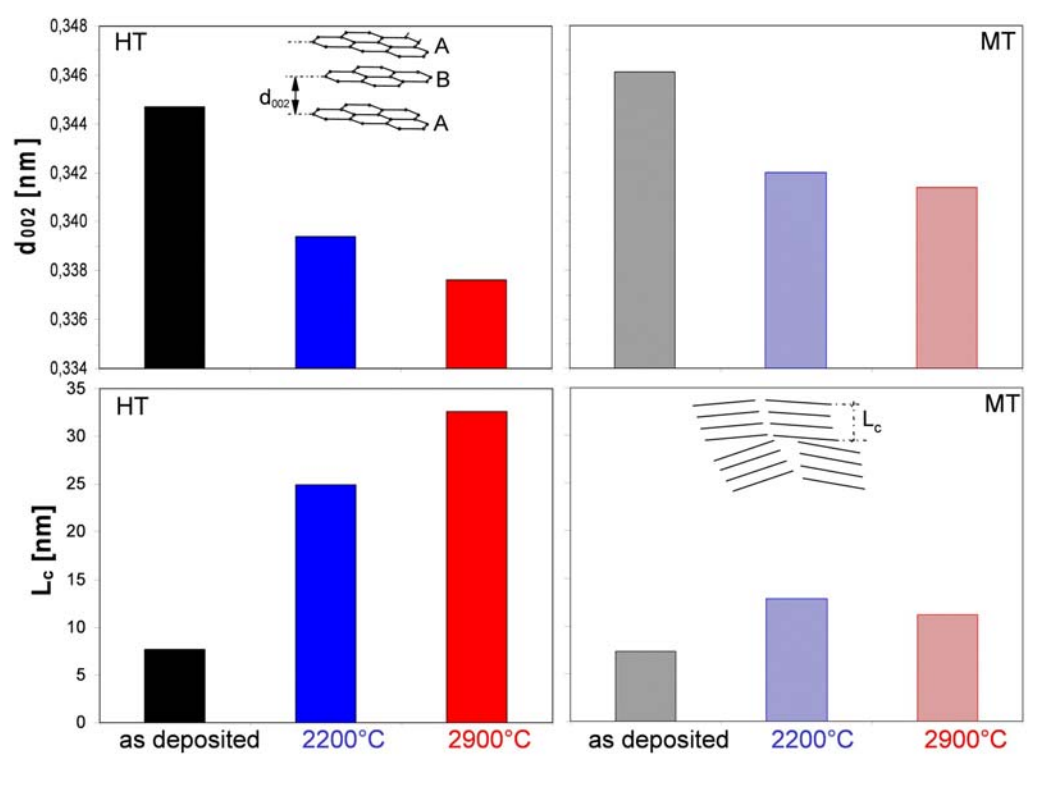 HT
MT
0,348
0,346
0,344
0,342
0,340
0,338
0,336
0,334
d002 [nm]
A
B
A
d002
HT
MT
35
30
25
20
15
10
5
0
Lc [nm]
Lc
as deposited 2200°C 2900°C
as deposited 2200°C 2900°C